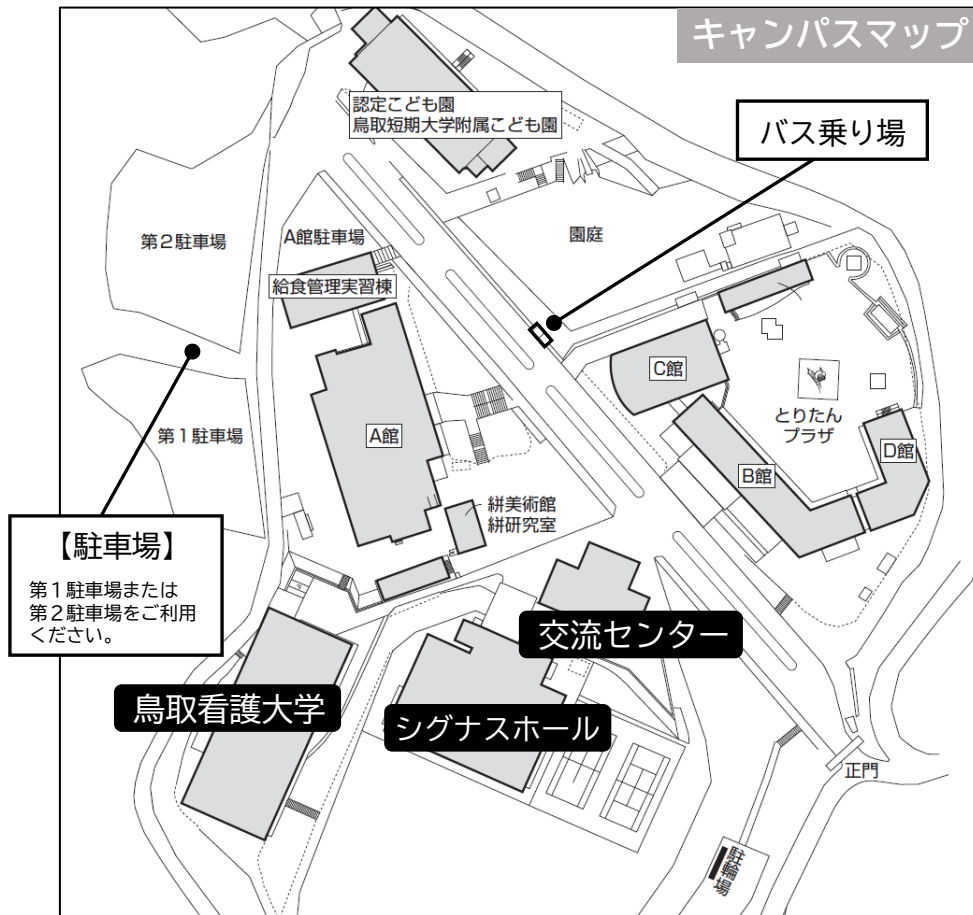 キャンパスマップ
認定こども園
鳥取短期大学附属こども園
バス乗り場
第2駐車場
A館駐車場
園庭
給食管理実習棟
C館
とりたん
プラザ
第1駐車場
A館
B館
D館
絣美術館
絣研究室
【駐車場】
第1駐車場または
第2駐車場をご利用
ください。
交流センター
鳥取看護大学
シグナスホール
正門
駐輪場